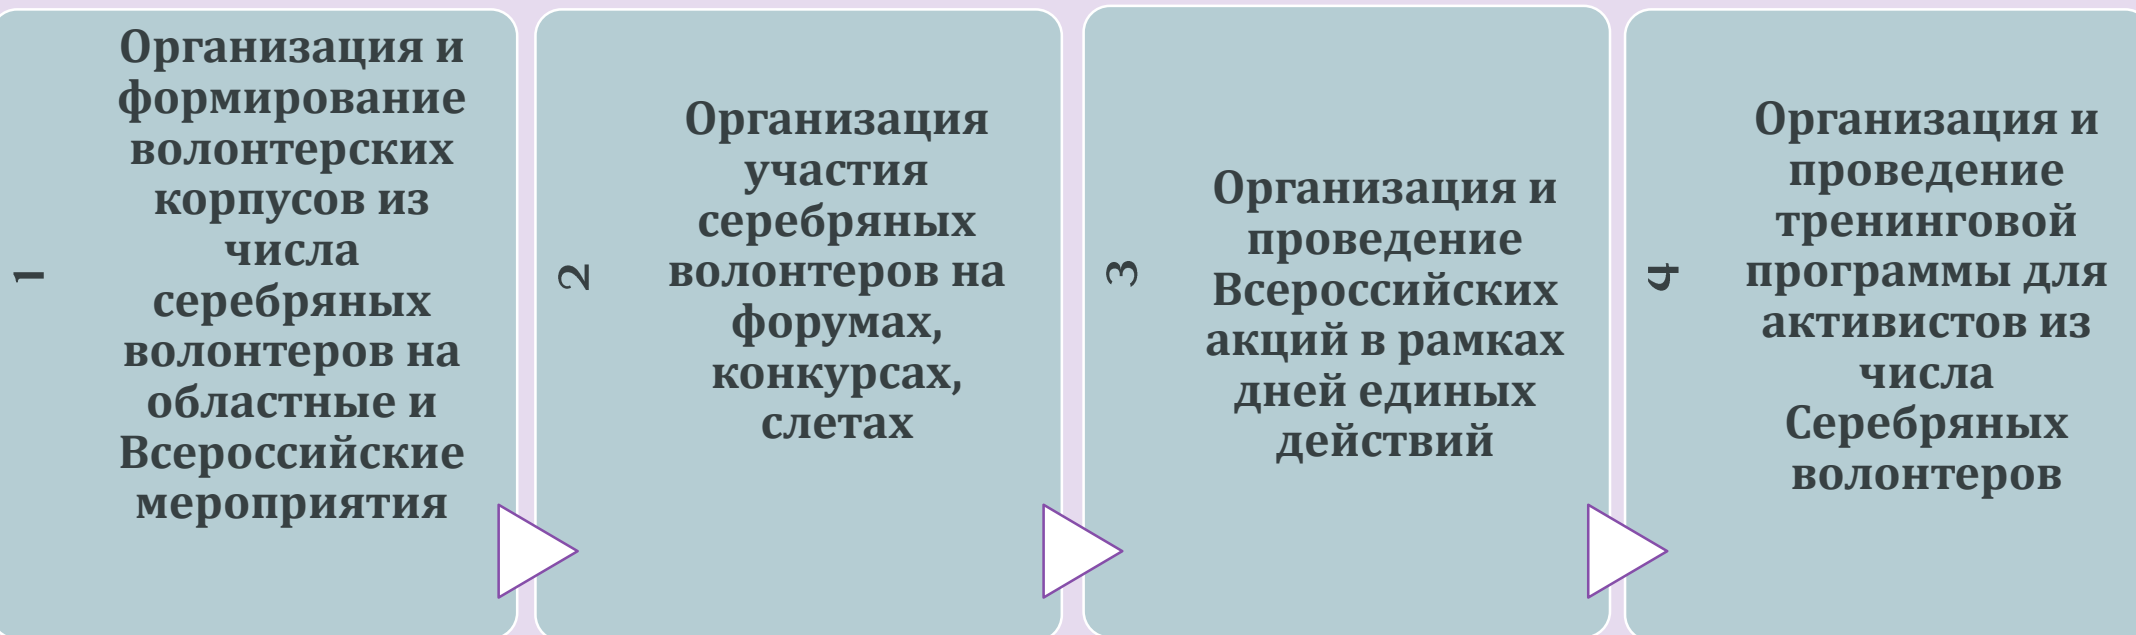 1
Организация и
формирование
волонтерских
корпусов из
числа
серебряных
волонтеров на
областные и
Всероссийские
мероприятия
2
Организация
участия
серебряных
волонтеров на
форумах,
конкурсах,
слетах
3
Организация и
проведение
Всероссийских
акций в рамках
дней единых
действий
4
Организация и
проведение
тренинговой
программы для
активистов из
числа
Серебряных
волонтеров